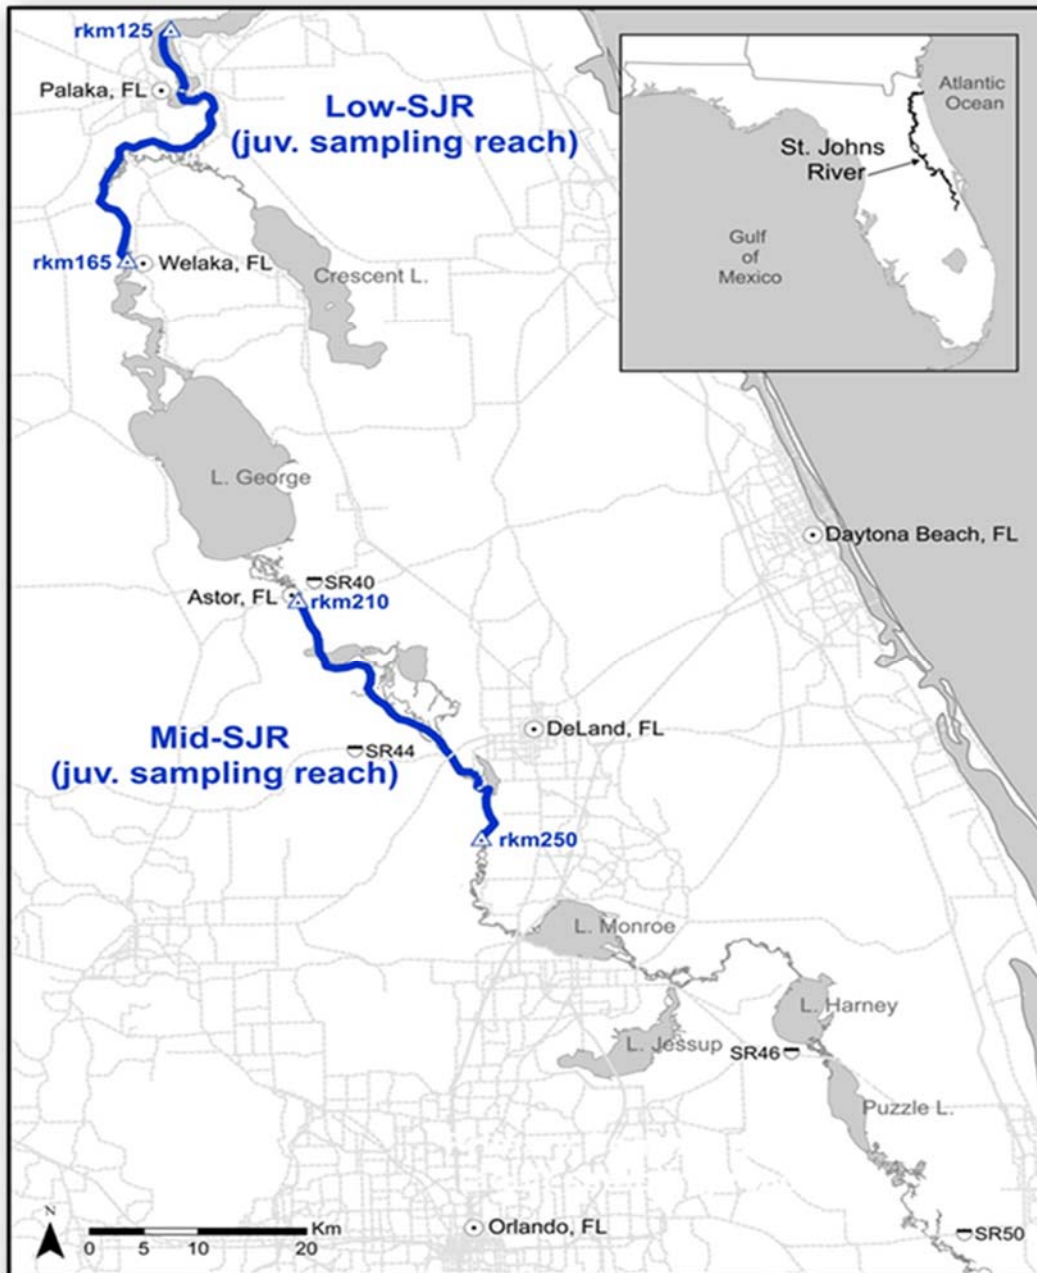 rkm125
Palaka, FL
Low-SJR
(juv. sampling reach)
Atlantic
Ocean
St. Johns
River
Gulf
of
Mexico
rkm165
Welaka, FL
Crescent L.
L. George
Daytona Beach, FL
SR40
Astor, FL
rkm210
DeLand, FL
Mid-SJR
(juv. sampling reach)
SR44
rkm250
L. Monroe
L. Harney
L. Jessup
SR46
Puzzle L.
N
Km
0 5 10 20
Orlando, FL
SR50